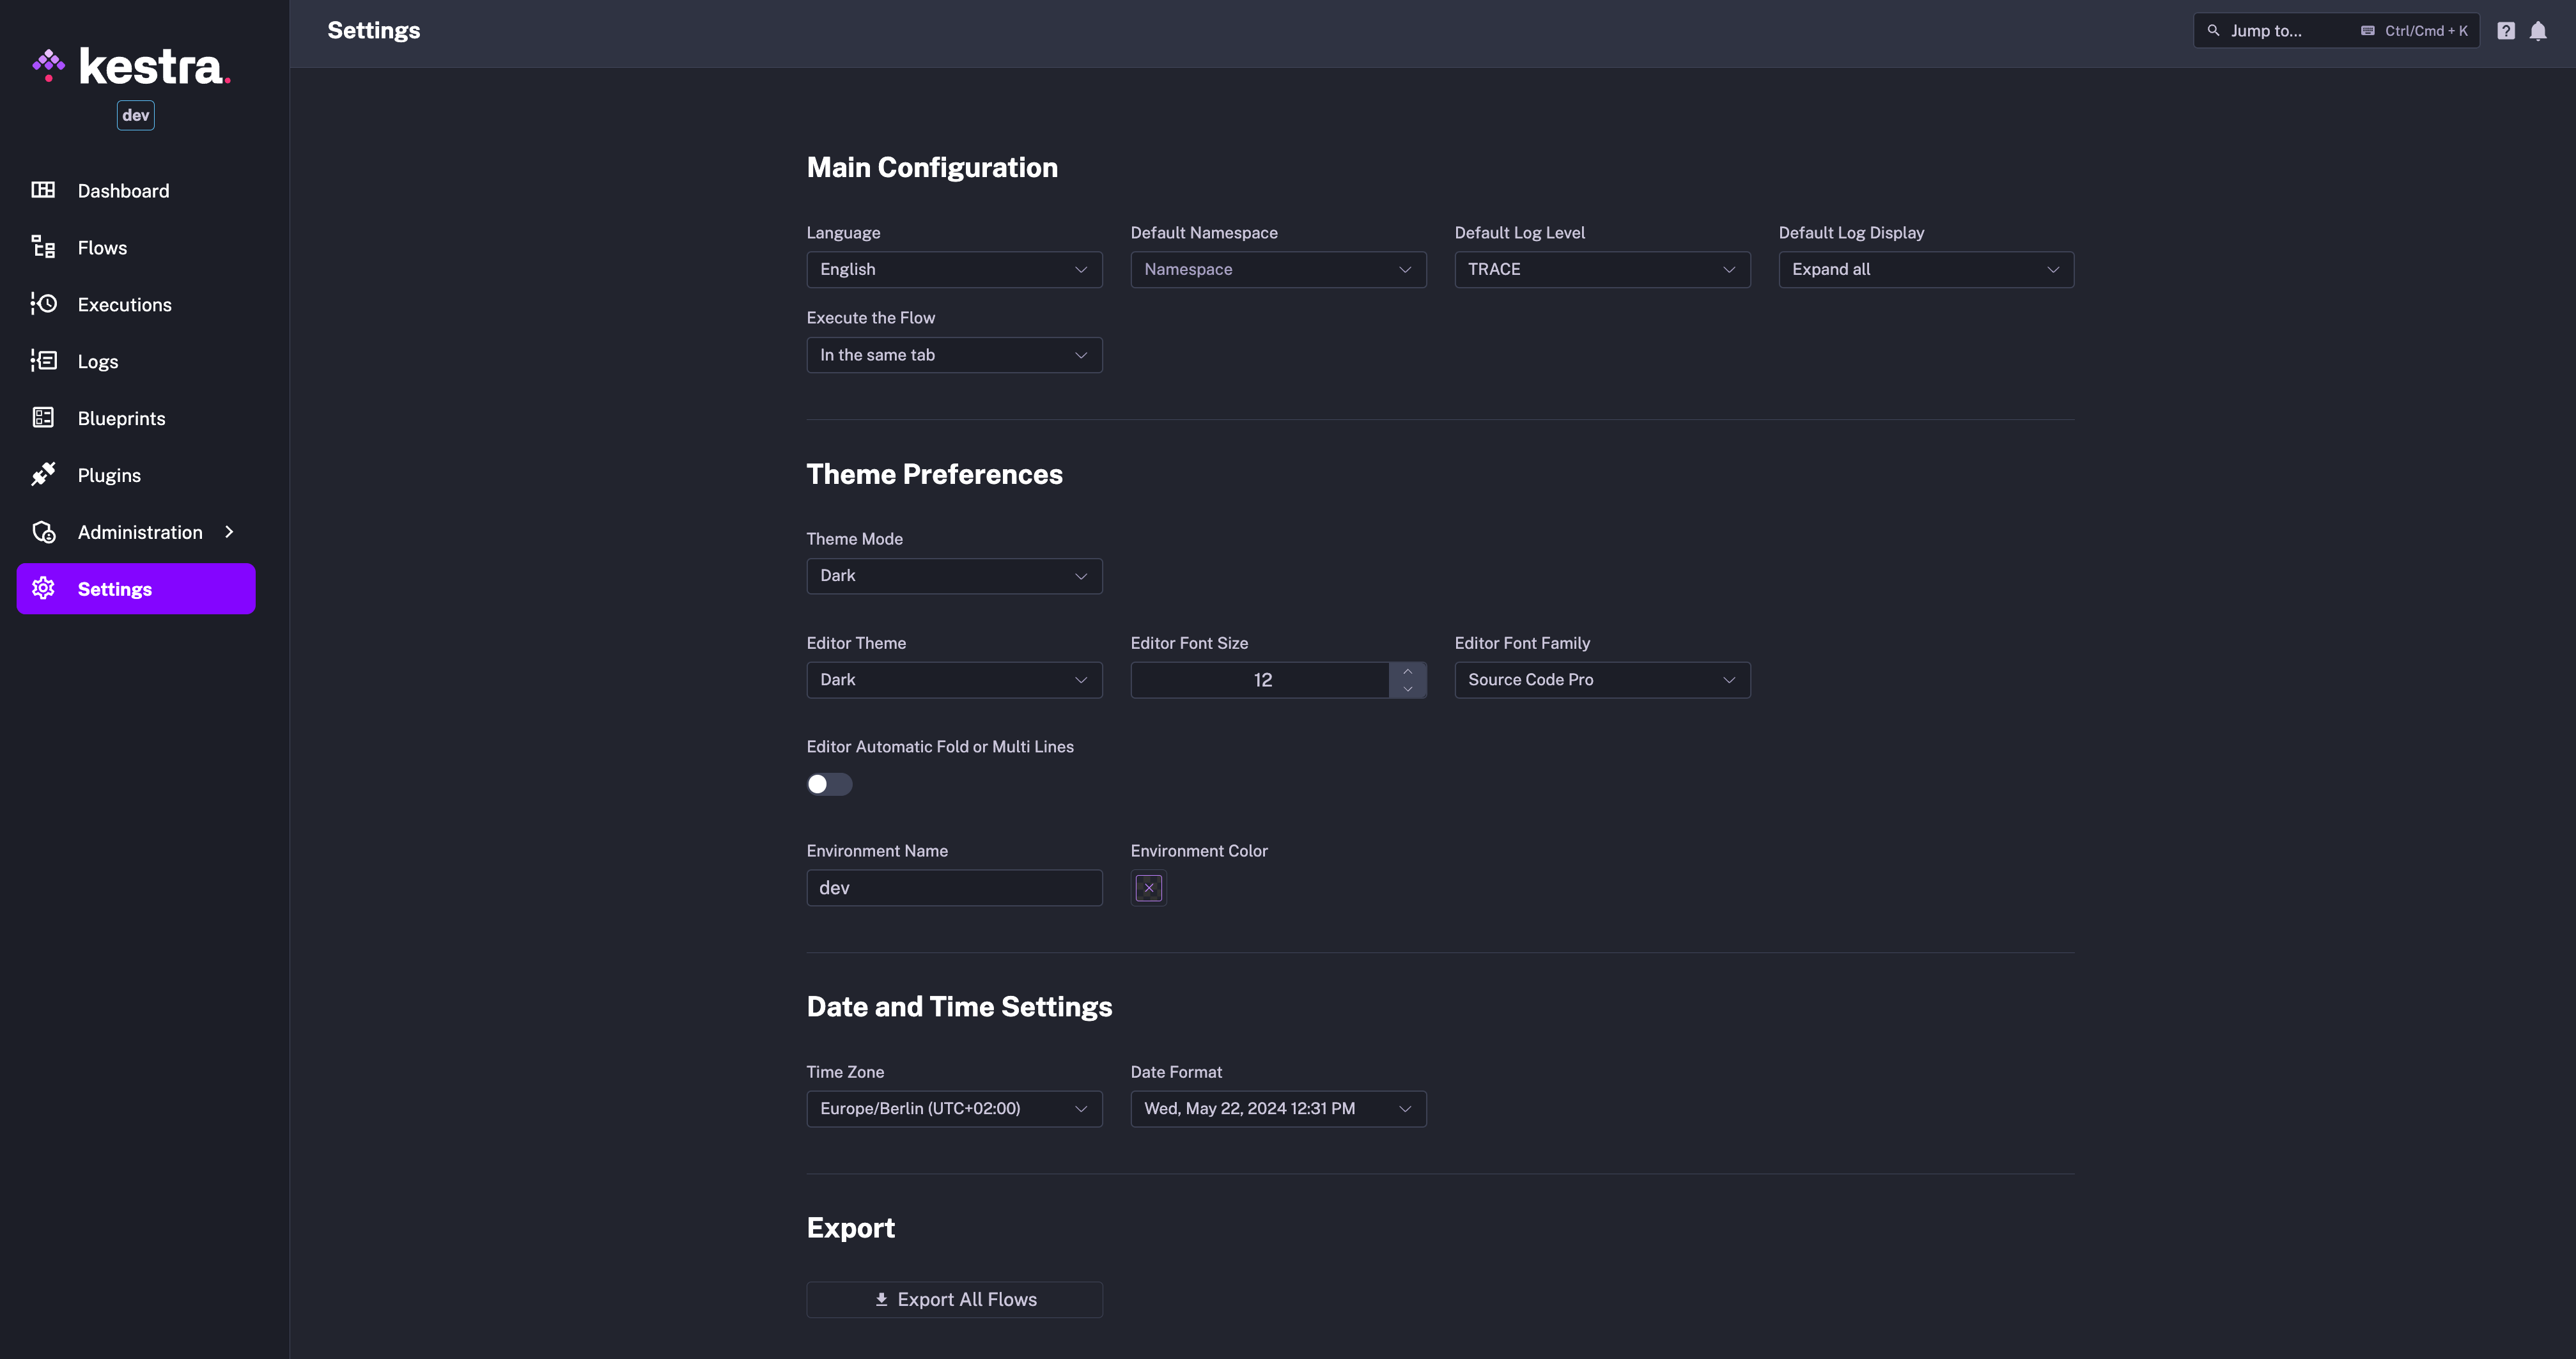 kestra.
dev
Dashboard
Flows
Executions
Logs
Blueprints
Plugins
Administration
Settings
Settings
Jump to...
Ctrl/Cmd + K
Main Configuration
Language
Default Namespace
Default Log Level
Default Log Display
English
Namespace
TRACE
Expand all
Execute the Flow
In the same tab
Theme Preferences
Theme Mode
Dark
Editor Theme
Editor Font Size
Editor Font Family
Dark
12
Source Code Pro
Editor Automatic Fold or Multi Lines
Environment Name
Environment Color
dev
Date and Time Settings
Time Zone
Date Format
Europe/Berlin (UTC+02:00)
Wed, May 22, 2024 12:31 PM
Export
Export All Flows